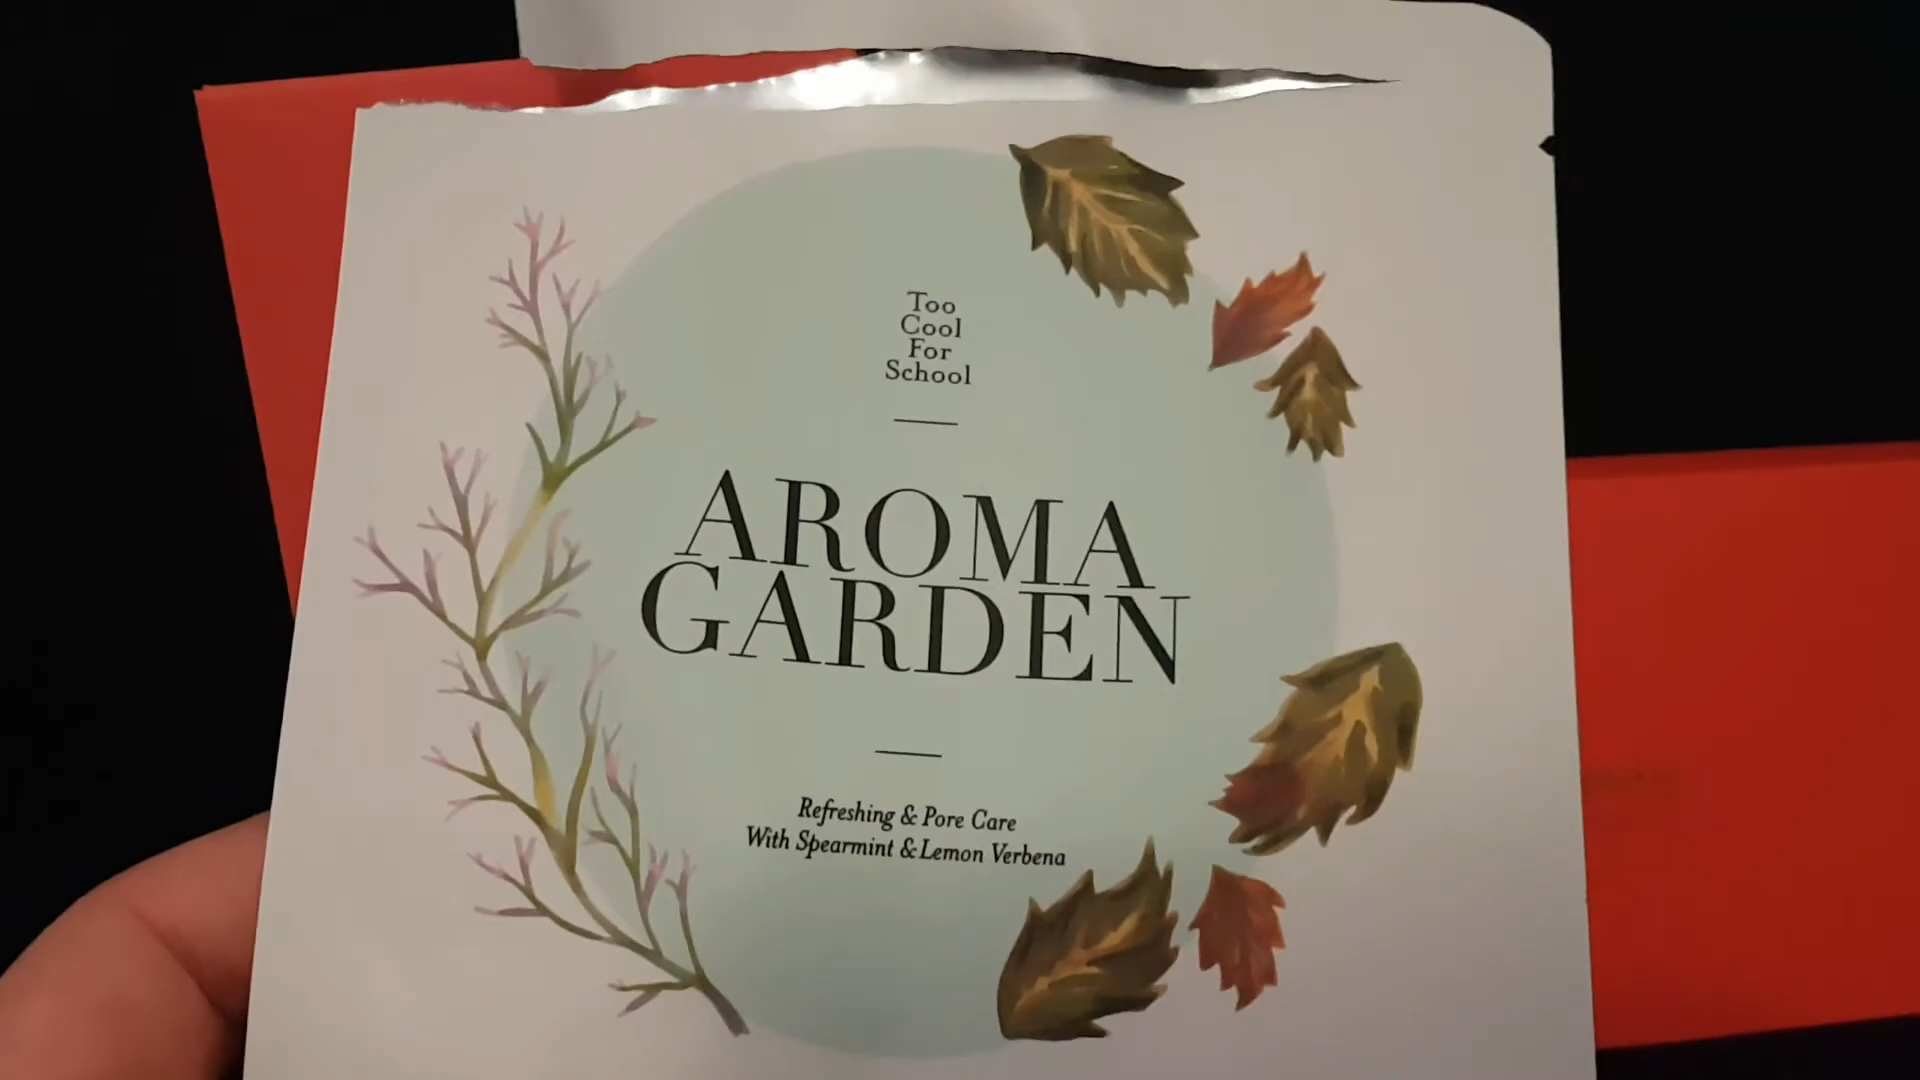 Too
Cool
For
School
AROMA
GARDEN
Refreshing & Pore Care
With Spearmint & Lemon Verbena